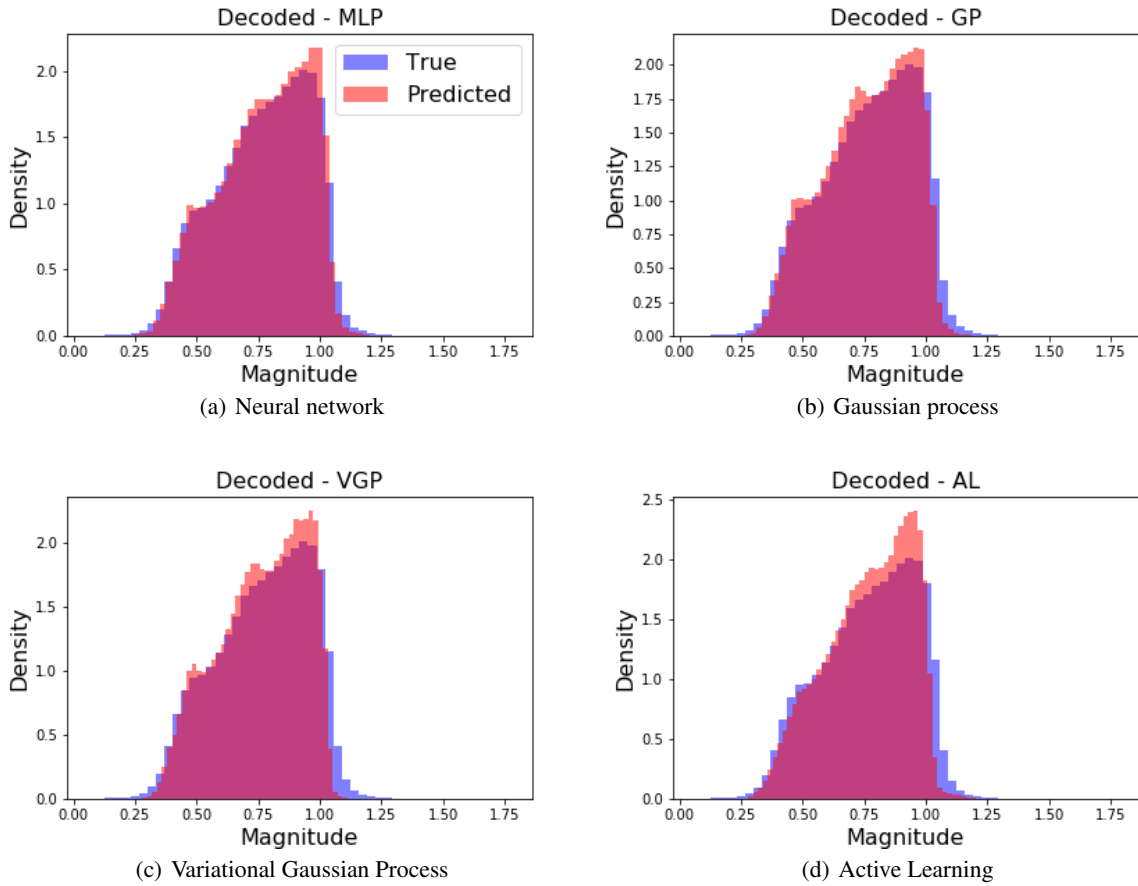 Decoded - MLP
True
Predicted
Density
2.0
1.5
1.0
0.5
0.0
0.00 0.25 0.50 0.75 1.00 1.25 1.50 1.75
Magnitude
(a) Neural network
Decoded - GP
Density
2.00
1.75
1.50
1.25
1.00
0.75
0.50
0.25
0.00
0.00 0.25 0.50 0.75 1.00 1.25 1.50 1.75
Magnitude
(b) Gaussian process
Decoded - VGP
Density
2.0
1.5
1.0
0.5
0.0
0.00 0.25 0.50 0.75 1.00 1.25 1.50 1.75
Magnitude
(c) Variational Gaussian Process
Decoded - AL
Density
2.5
2.0
1.5
1.0
0.5
0.0
0.00 0.25 0.50 0.75 1.00 1.25 1.50 1.75
Magnitude
(d) Active Learning